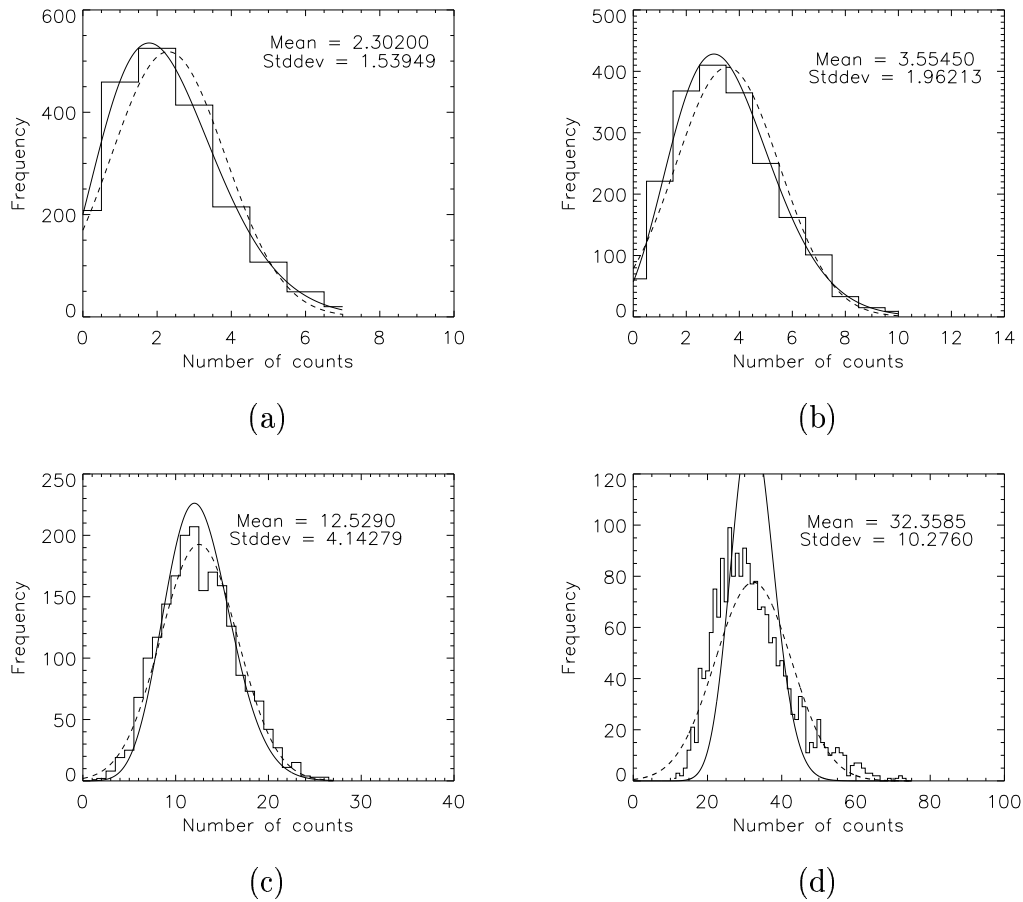 600
500
400
200
0
Frequency
Mean = 2.30200
Stddev = 1.53949
0 2 4 6 8 10
Number of counts
(a)
500
400
300
200
100
0
Frequency
Mean = 3.55450
Stddev = 1.96213
0 2 4 6 8 10 12 14
Number of counts
(b)
250
200
150
100
50
0
Frequency
Mean = 12.5290
Stddev = 4.14279
0 10 20 30 40
Number of counts
(c)
120
100
80
60
40
20
0
Frequency
Mean = 32.3585
Stddev = 10.2760
0 20 40 60 80 100
Number of counts
(d)